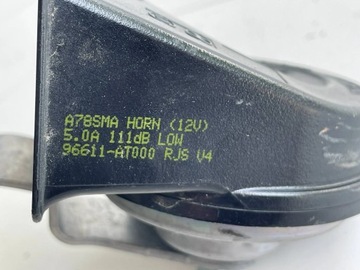 A78SMA HORN (12V)
5.0A 111dB LOW
96611-AT000 RJS V4